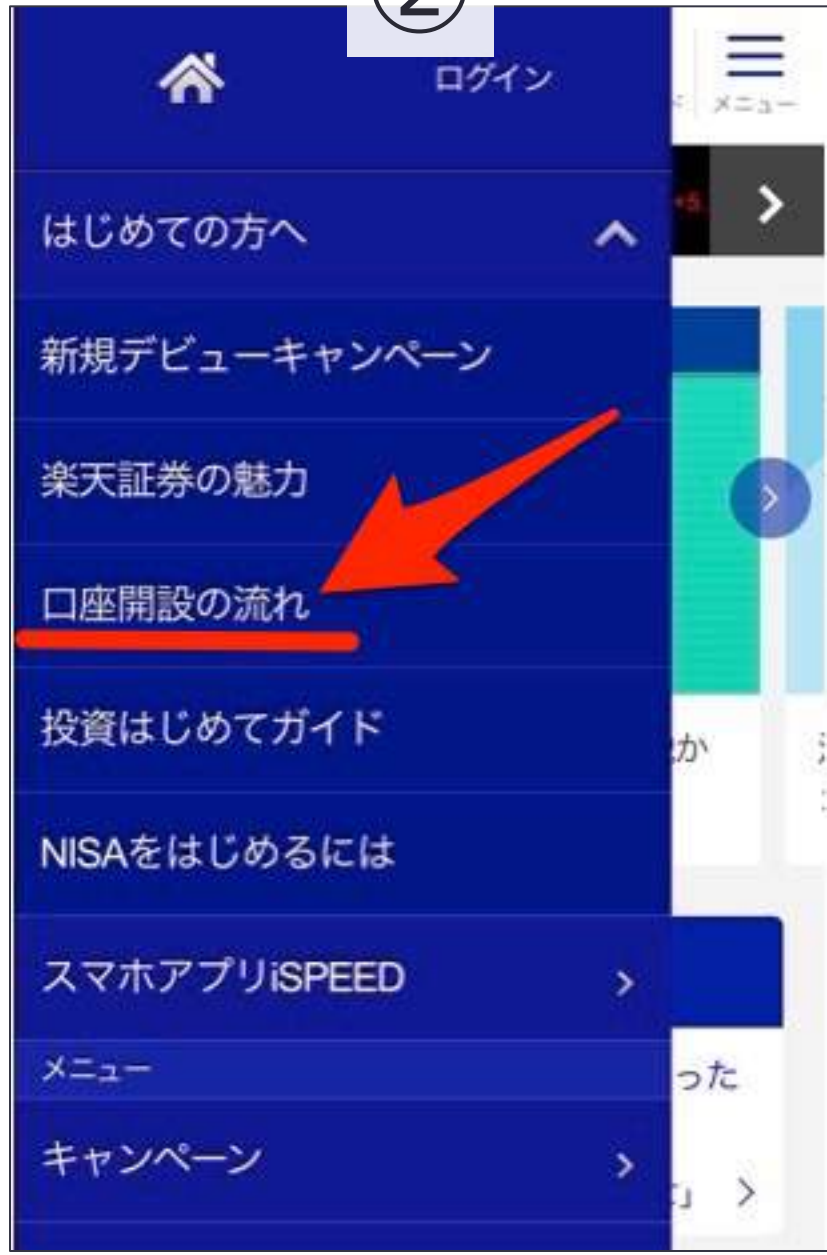 ②
ログイン
メニュー
はじめての方へ
新規デビューキャンペーン
楽天証券の魅力
口座開設の流れ
投資はじめてガイド
か
NISAをはじめるには
スマホアプリiSPEED
メニュー
った
キャンペーン